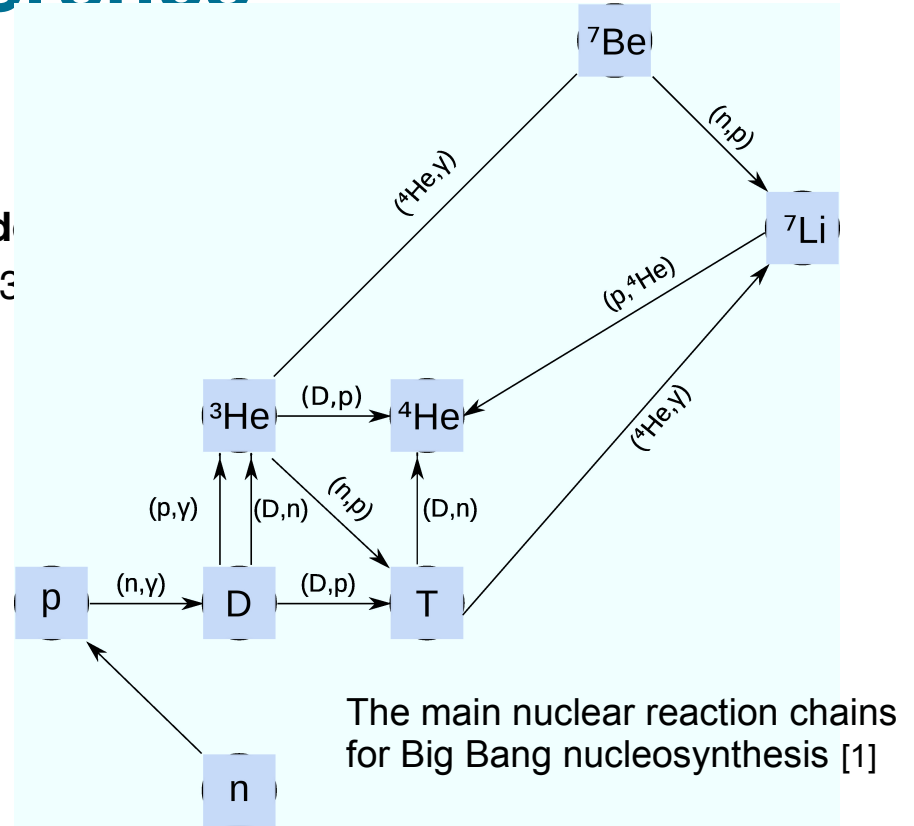 ⁷Be
(n,p)
(⁴He,γ)
⁷Li
(p,⁴He)
³He
(D,p)
⁴He
(⁴He,γ)
(p,γ)
(D,n)
(n,p)
(D,n)
p
(n,γ)
D
(D,p)
T
n
The main nuclear reaction chains
for Big Bang nucleosynthesis [1]